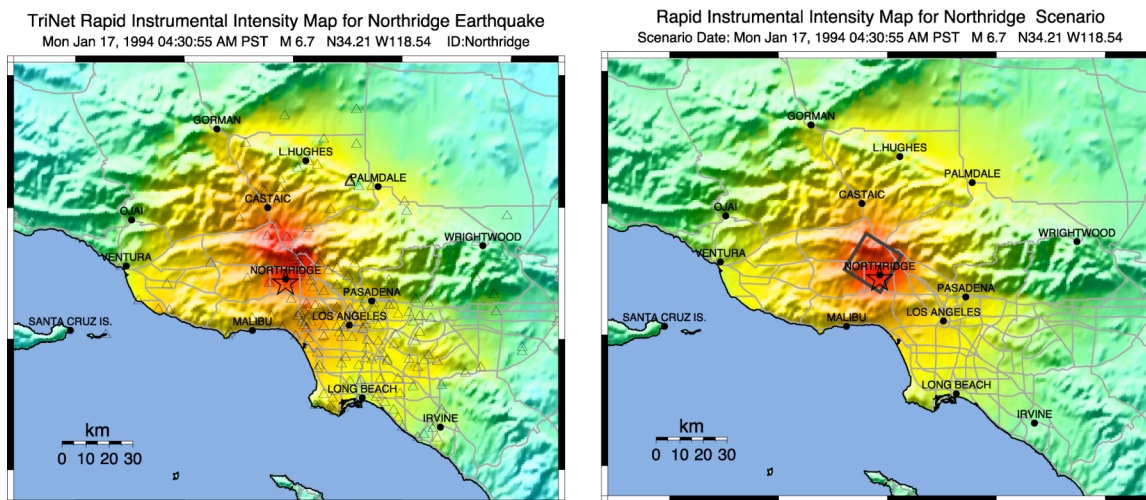 TriNet Rapid Instrumental Intensity Map for Northridge Earthquake
Mon Jan 17, 1994 04:30:55 AM PST M 6.7 N34.21 W118.54 ID:Northridge
GORMAN
L.HUGHES
PALMDALE
CASTAIC
OJAI
WRIGHTWOOD
VENTURA
NORTHRIDGE
PASADENA
SANTA CRUZ IS.
MALIBU
LOS ANGELES
LONG BEACH
IRVINE
km
0 10 20 30
Rapid Instrumental Intensity Map for Northridge Scenario
Scenario Date: Mon Jan 17, 1994 04:30:55 AM PST M 6.7 N34.21 W118.54
GORMAN
L.HUGHES
PALMDALE
CASTAIC
OJAI
WRIGHTWOOD
VENTURA
NORTHRIDGE
PASADENA
SANTA CRUZ IS.
MALIBU
LOS ANGELES
LONG BEACH
IRVINE
km
0 10 20 30